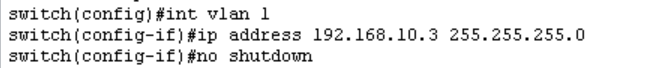 switch(config)#int vlan 1
switch(config-if)#ip address 192.168.10.3 255.255.255.0
switch(config-if)#no shutdown